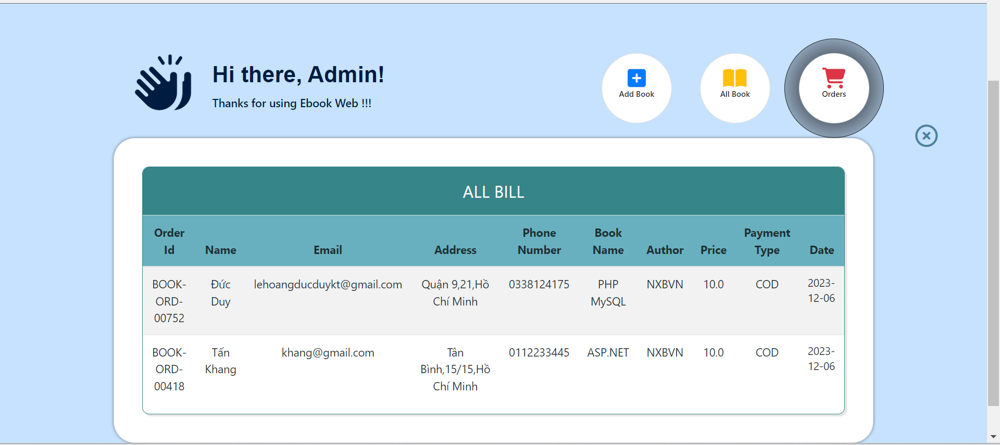 Hi there, Admin!
Thanks for using Ebook Web !!!
Add Book
All Book
Orders
ALL BILL
Order Id Name Email Address Phone Number Book Name Author Price Payment Type Date
BOOK-ORD-00752 Đức Duy lehoangducduykt@gmail.com Quận 9,21,Hồ Chí Minh 0338124175 PHP MySQL NXBVN 10.0 COD 2023-12-06
BOOK-ORD-00418 Tấn Khang khang@gmail.com Tân Bình,15/15,Hồ Chí Minh 0112233445 ASP.NET NXBVN 10.0 COD 2023-12-06